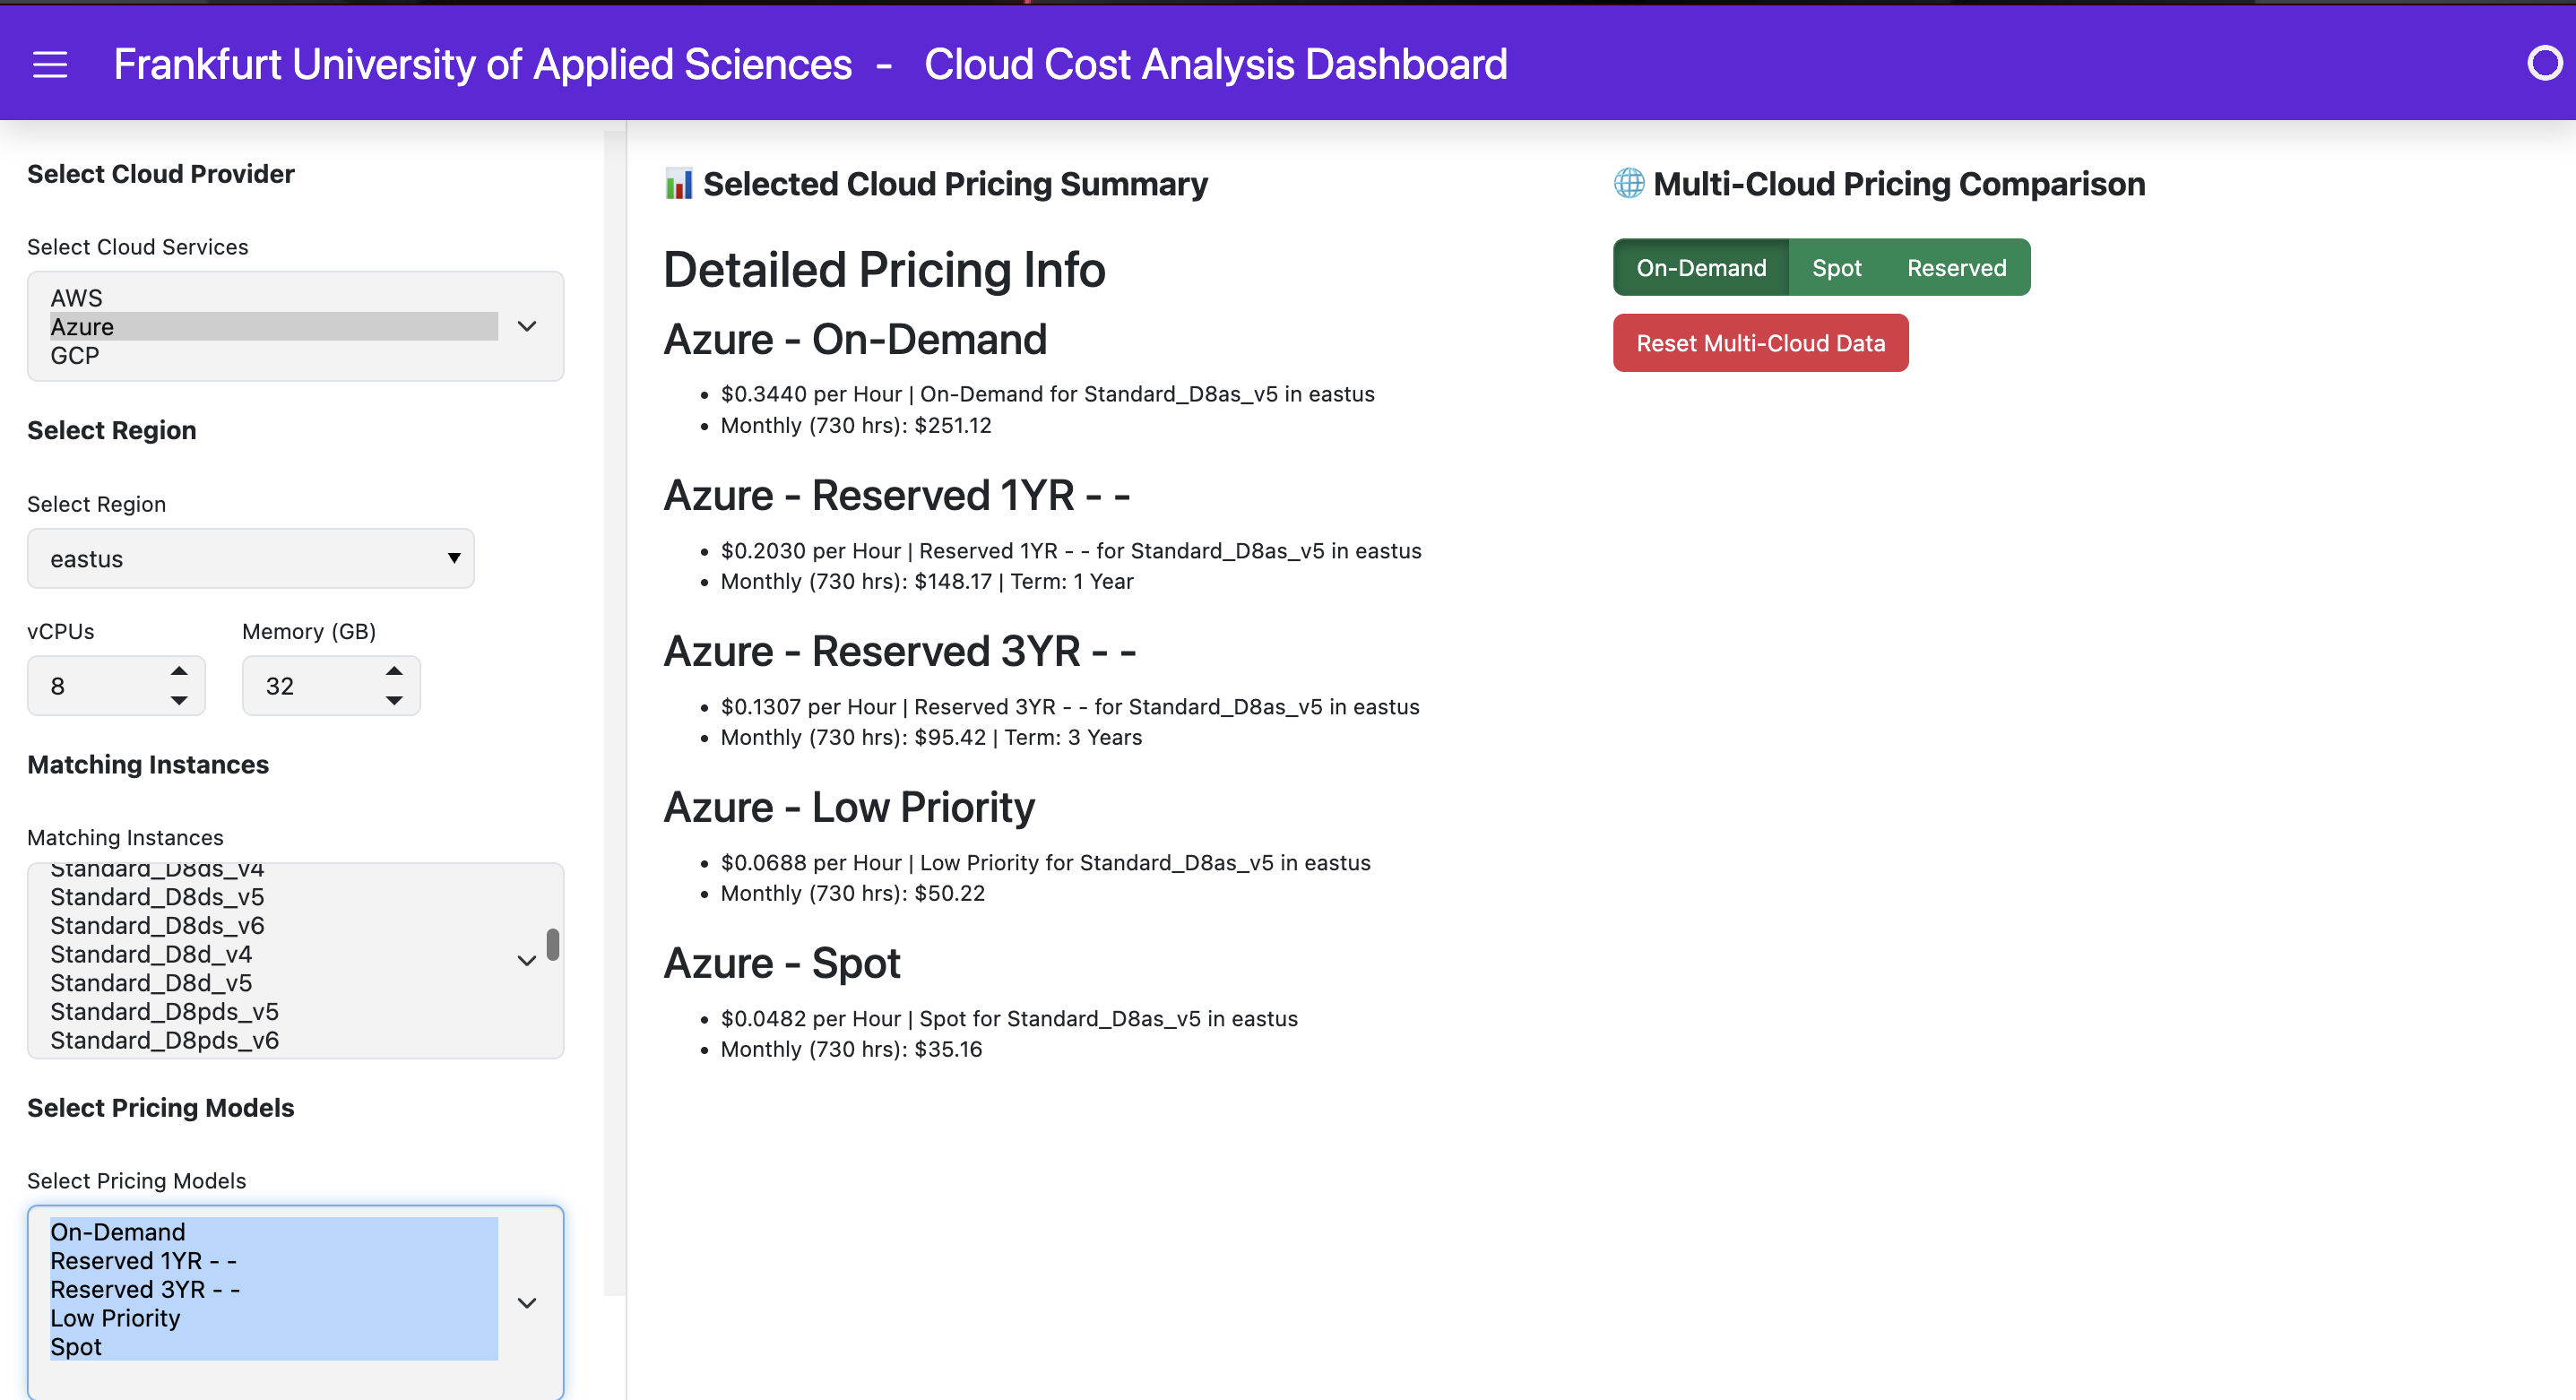 Frankfurt University of Applied Sciences - Cloud Cost Analysis Dashboard
Select Cloud Provider
Select Cloud Services
AWS
Azure
GCP
Select Region
Select Region
eastus
vCPUs Memory (GB)
8 32
Matching Instances
Matching Instances
Standard_D8ds_v4
Standard_D8ds_v5
Standard_D8ds_v6
Standard_D8d_v4
Standard_D8d_v5
Standard_D8pds_v5
Standard_D8pds_v6
Select Pricing Models
Select Pricing Models
On-Demand
Reserved 1YR - -
Reserved 3YR - -
Low Priority
Spot
Selected Cloud Pricing Summary
Detailed Pricing Info
Azure - On-Demand
• $0.3440 per Hour | On-Demand for Standard_D8as_v5 in eastus
• Monthly (730 hrs): $251.12
Azure - Reserved 1YR - -
• $0.2030 per Hour | Reserved 1YR - - for Standard_D8as_v5 in eastus
• Monthly (730 hrs): $148.17 | Term: 1 Year
Azure - Reserved 3YR - -
• $0.1307 per Hour | Reserved 3YR - - for Standard_D8as_v5 in eastus
• Monthly (730 hrs): $95.42 | Term: 3 Years
Azure - Low Priority
• $0.0688 per Hour | Low Priority for Standard_D8as_v5 in eastus
• Monthly (730 hrs): $50.22
Azure - Spot
• $0.0482 per Hour | Spot for Standard_D8as_v5 in eastus
• Monthly (730 hrs): $35.16
Multi-Cloud Pricing Comparison
On-Demand Spot Reserved
Reset Multi-Cloud Data